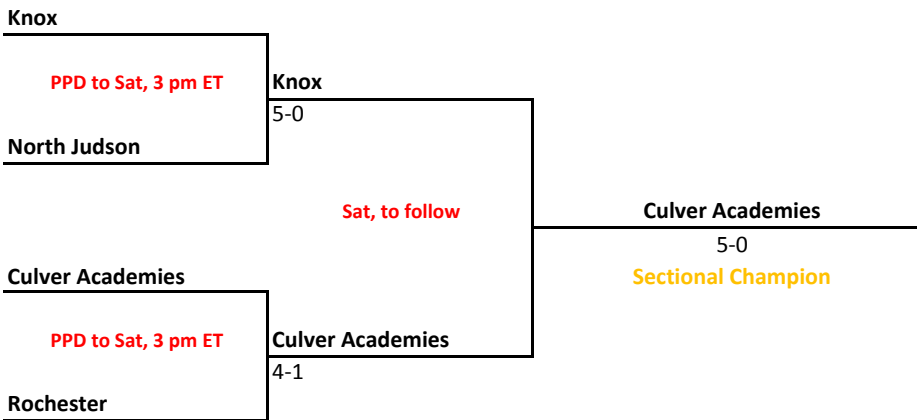 Knox
PPD to Sat, 3 pm ET
Knox
5-0
North Judson
Sat, to follow
Culver Academies
5-0
Sectional Champion
Culver Academies
PPD to Sat, 3 pm ET
Culver Academies
4-1
Rochester